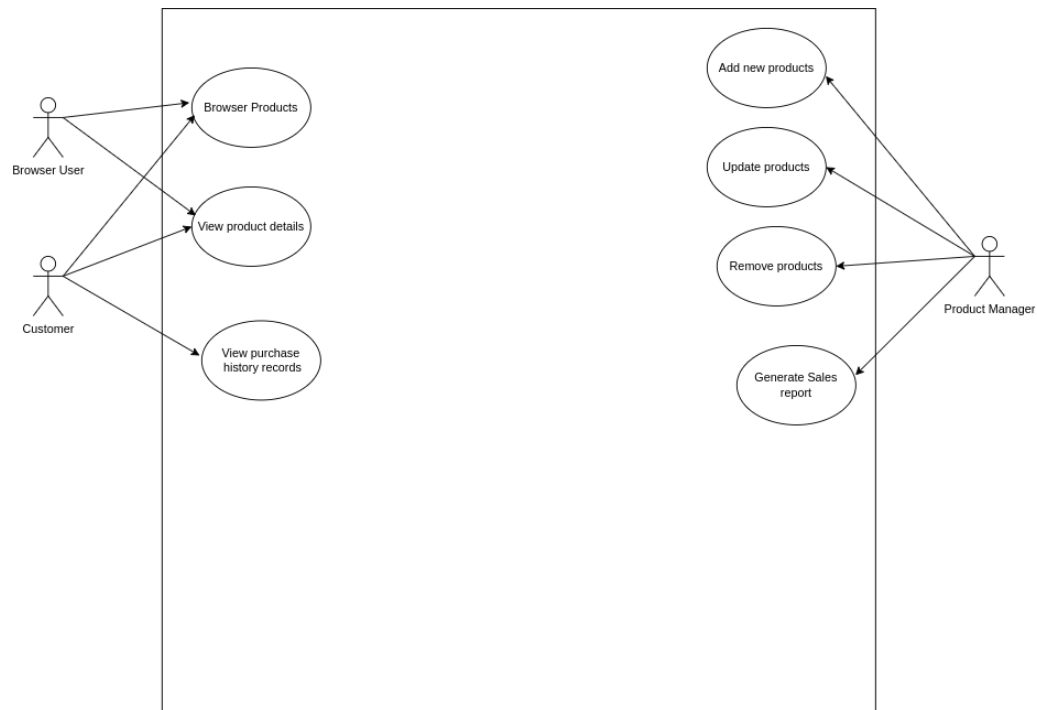 Add new products
Browser Products
Browser User
Update products
View product details
Remove products
Product Manager
Customer
View purchase
history records
Generate Sales
report